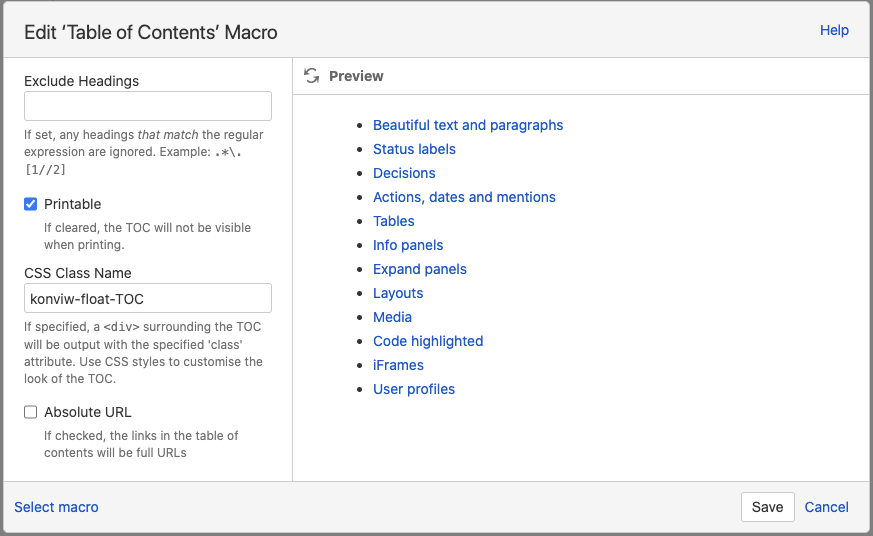 Edit ‘Table of Contents’ Macro
Help
Exclude Headings
If set, any headings that match the regular
expression are ignored. Example: .*\.
[1//2]
Printable
If cleared, the TOC will not be visible
when printing.
CSS Class Name
konviw-float-TOC
If specified, a <div> surrounding the TOC
will be output with the specified 'class'
attribute. Use CSS styles to customise the
look of the TOC.
Absolute URL
If checked, the links in the table of
contents will be full URLs
Preview
Beautiful text and paragraphs
Status labels
Decisions
Actions, dates and mentions
Tables
Info panels
Expand panels
Layouts
Media
Code highlighted
iFrames
User profiles
Select macro
Save
Cancel